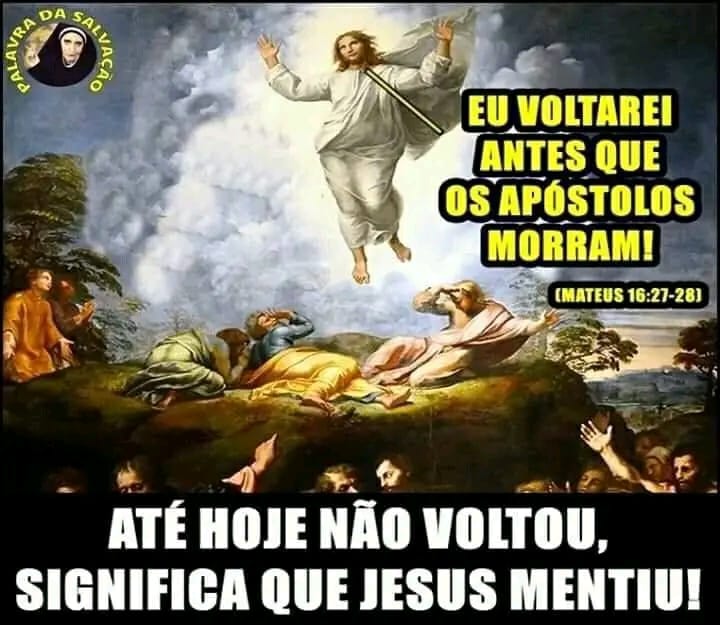 PALAVRA DA SALVAÇÃO
EU VOLTAREI
ANTES QUE
OS APÓSTOLOS
MORRAM!
(MATEUS 16:27-28)
ATÉ HOJE NÃO VOLTOU,
SIGNIFICA QUE JESUS MENTIU!